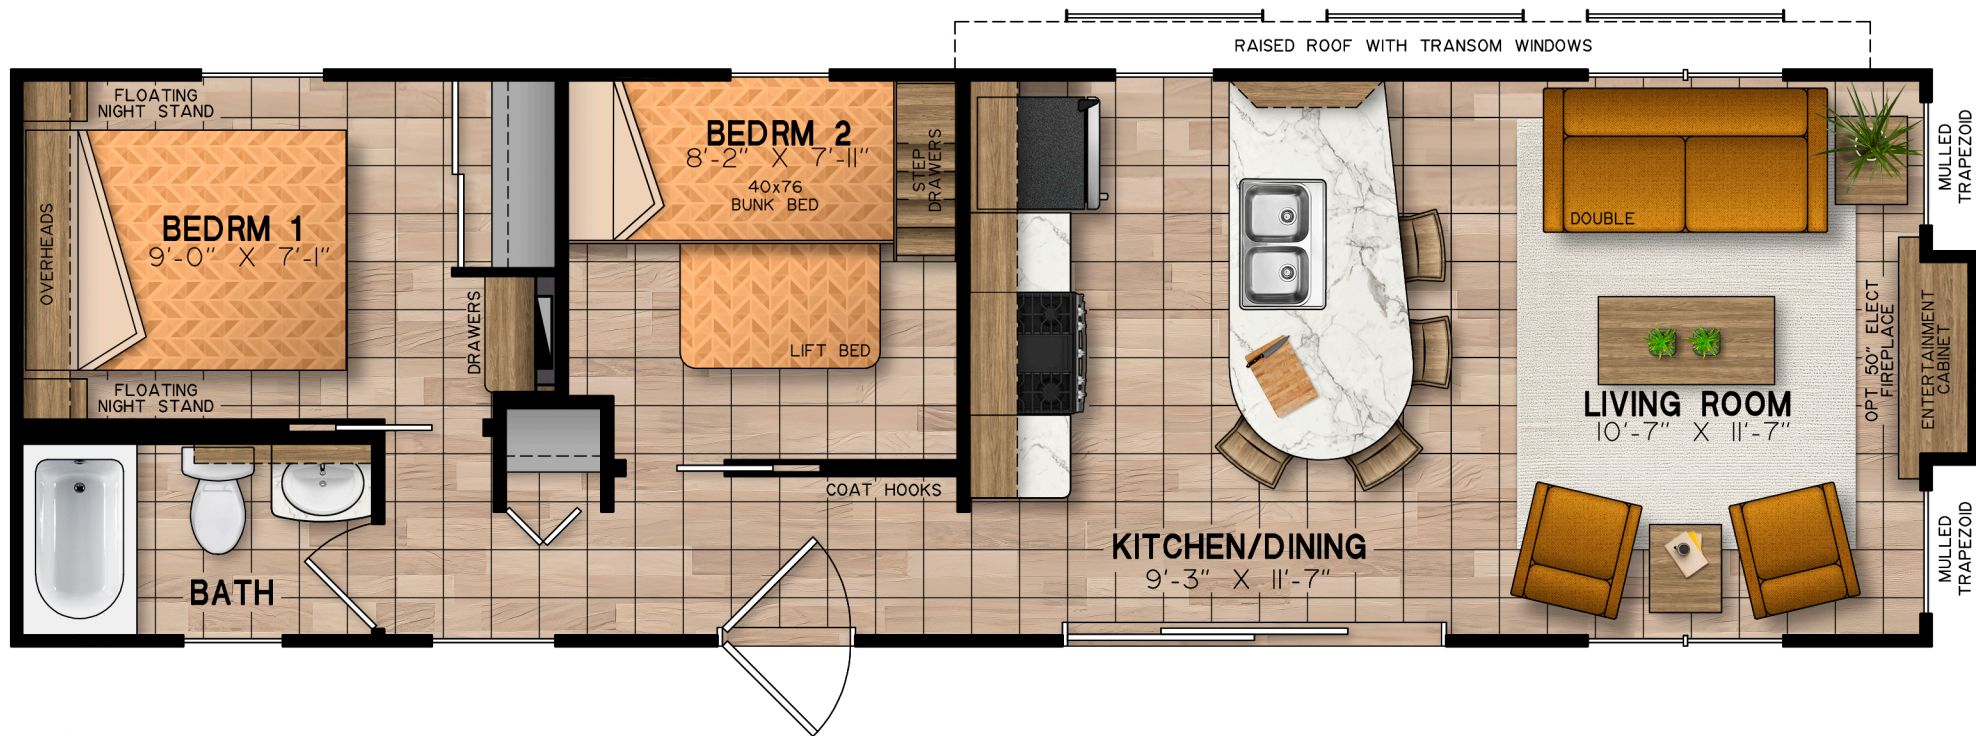 RAISED ROOF WITH TRANSOM WINDOWS
FLOATING
NIGHT STAND
OVERHEADS
BEDRM 1
9'-0" X 7'-1"
FLOATING
NIGHT STAND
DRAWERS
BEDRM 2
8'-2" X 7'-11"
40x76
BUNK BED
STEP
DRAWERS
LIFT BED
COAT HOOKS
BATH
KITCHEN/DINING
9'-3" X 11'-7"
DOUBLE
LIVING ROOM
10'-7" X 11'-7"
OPT 50" ELECT
FIREPLACE
ENTERTAINMENT
CABINET
MULLED
TRAPEZOID
MULLED
TRAPEZOID